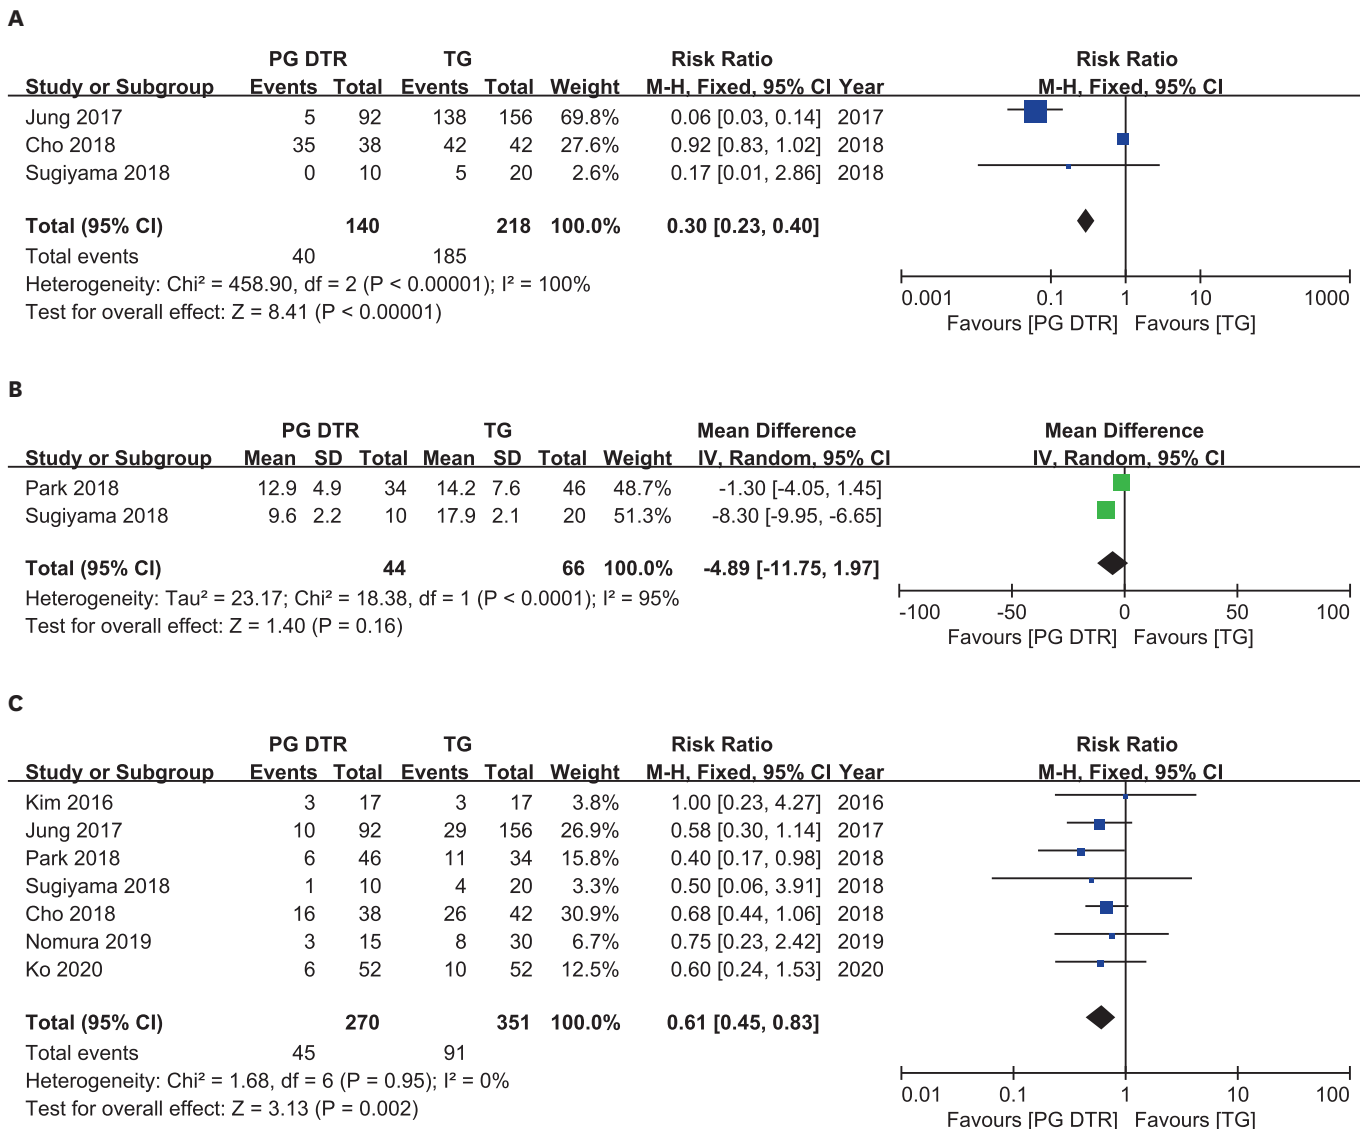 A
PG DTR TG Risk Ratio Risk Ratio
Study or Subgroup Events Total Events Total Weight M-H, Fixed, 95% CI Year M-H, Fixed, 95% CI
Jung 2017 5 92 138 156 69.8% 0.06 [0.03, 0.14] 2017
Cho 2018 35 38 42 42 27.6% 0.92 [0.83, 1.02] 2018
Sugiyama 2018 0 10 5 20 2.6% 0.17 [0.01, 2.86] 2018
Total (95% CI) 140 218 100.0% 0.30 [0.23, 0.40]
Total events 40 185
Heterogeneity: Chi² = 458.90, df = 2 (P < 0.00001); I² = 100%
Test for overall effect: Z = 8.41 (P < 0.00001)
0.001 0.1 1 10 1000
Favours [PG DTR] Favours [TG]
B
PG DTR TG Mean Difference Mean Difference
Study or Subgroup Mean SD Total Mean SD Total Weight IV, Random, 95% CI IV, Random, 95% CI
Park 2018 12.9 4.9 34 14.2 7.6 46 48.7% -1.30 [-4.05, 1.45]
Sugiyama 2018 9.6 2.2 10 17.9 2.1 20 51.3% -8.30 [-9.95, -6.65]
Total (95% CI) 44 66 100.0% -4.89 [-11.75, 1.97]
Heterogeneity: Tau² = 23.17; Chi² = 18.38, df = 1 (P < 0.0001); I² = 95%
Test for overall effect: Z = 1.40 (P = 0.16)
-100 -50 0 50 100
Favours [PG DTR] Favours [TG]
C
PG DTR TG Risk Ratio Risk Ratio
Study or Subgroup Events Total Events Total Weight M-H, Fixed, 95% CI Year M-H, Fixed, 95% CI
Kim 2016 3 17 3 17 3.8% 1.00 [0.23, 4.27] 2016
Jung 2017 10 92 29 156 26.9% 0.58 [0.30, 1.14] 2017
Park 2018 6 46 11 34 15.8% 0.40 [0.17, 0.98] 2018
Sugiyama 2018 1 10 4 20 3.3% 0.50 [0.06, 3.91] 2018
Cho 2018 16 38 26 42 30.9% 0.68 [0.44, 1.06] 2018
Nomura 2019 3 15 8 30 6.7% 0.75 [0.23, 2.42] 2019
Ko 2020 6 52 10 52 12.5% 0.60 [0.24, 1.53] 2020
Total (95% CI) 270 351 100.0% 0.61 [0.45, 0.83]
Total events 45 91
Heterogeneity: Chi² = 1.68, df = 6 (P = 0.95); I² = 0%
Test for overall effect: Z = 3.13 (P = 0.002)
0.01 0.1 1 10 100
Favours [PG DTR] Favours [TG]